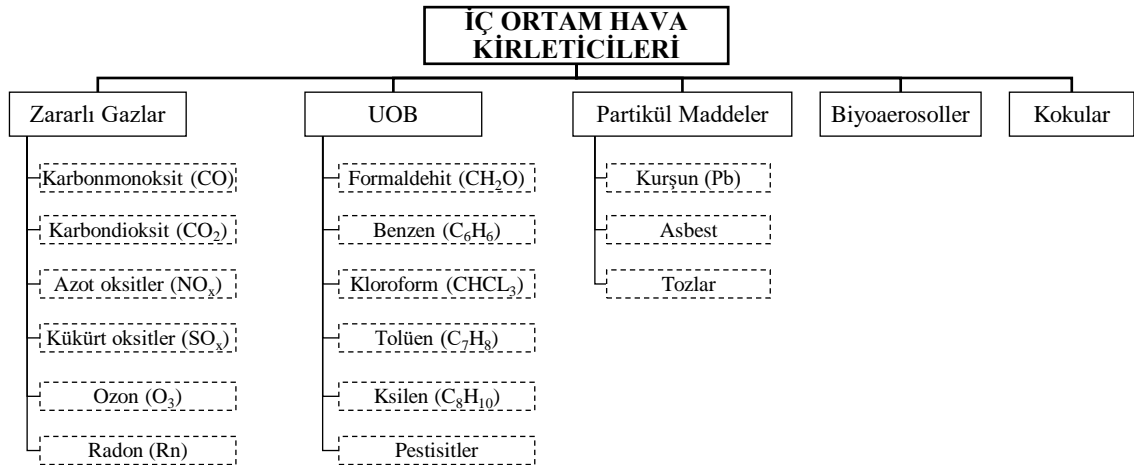 İÇ ORTAM HAVA
KİRLETİCİLERİ
Zararlı Gazlar
UOB
Partikül Maddeler
Biyoaerosoller
Kokular
Karbonmonoksit (CO)
Karbondioksit (CO₂)
Azot oksitler (NOₓ)
Kükürt oksitler (SOₓ)
Ozon (O₃)
Radon (Rn)
Formaldehit (CH₂O)
Benzen (C₆H₆)
Kloroform (CHCL₃)
Tolüen (C₇H₈)
Ksilen (C₈H₁₀)
Pestisitler
Kurşun (Pb)
Asbest
Tozlar